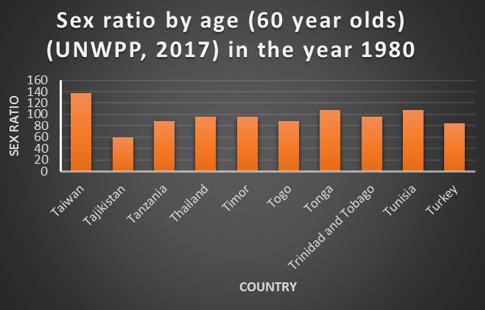 Sex ratio by age (60 year olds)
(UNWPP, 2017) in the year 1980
SEX RATIO
160
140
120
100
80
60
40
20
0
Taiwan
Tajikistan
Tanzania
Thailand
Timor
Togo
Tonga
Trinidad and Tobago
Tunisia
Turkey
COUNTRY